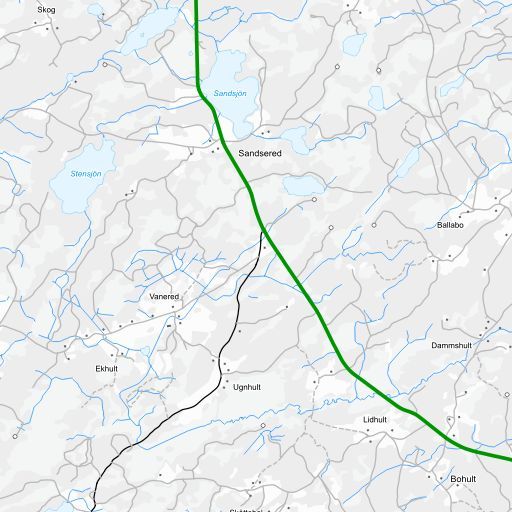 Skog
Sandsjön
Sandsered
Stensjön
Ballabo
Vanered
Dammshult
Ekhult
Ugnhult
Lidhult
Bohult